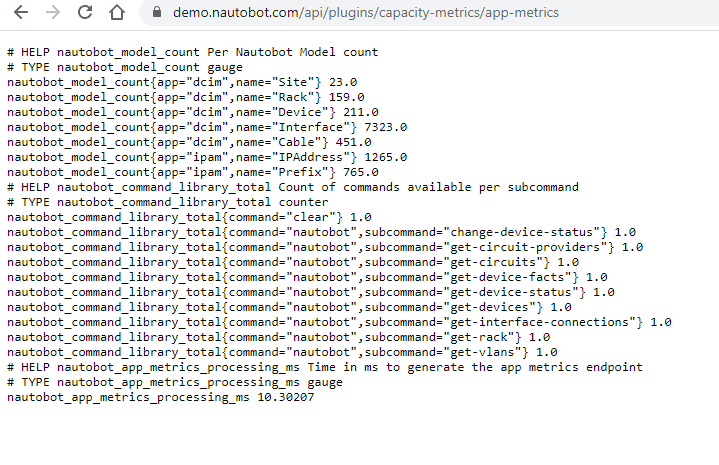 demo.nautobot.com/api/plugins/capacity-metrics/app-metrics
# HELP nautobot_model_count Per Nautobot Model count
# TYPE nautobot_model_count gauge
nautobot_model_count{app="dcim",name="Site"} 23.0
nautobot_model_count{app="dcim",name="Rack"} 159.0
nautobot_model_count{app="dcim",name="Device"} 211.0
nautobot_model_count{app="dcim",name="Interface"} 7323.0
nautobot_model_count{app="dcim",name="Cable"} 451.0
nautobot_model_count{app="ipam",name="IPAddress"} 1265.0
nautobot_model_count{app="ipam",name="Prefix"} 765.0
# HELP nautobot_command_library_total Count of commands available per subcommand
# TYPE nautobot_command_library_total counter
nautobot_command_library_total{command="clear"} 1.0
nautobot_command_library_total{command="nautobot",subcommand="change-device-status"} 1.0
nautobot_command_library_total{command="nautobot",subcommand="get-circuit-providers"} 1.0
nautobot_command_library_total{command="nautobot",subcommand="get-circuits"} 1.0
nautobot_command_library_total{command="nautobot",subcommand="get-device-facts"} 1.0
nautobot_command_library_total{command="nautobot",subcommand="get-device-status"} 1.0
nautobot_command_library_total{command="nautobot",subcommand="get-devices"} 1.0
nautobot_command_library_total{command="nautobot",subcommand="get-interface-connections"} 1.0
nautobot_command_library_total{command="nautobot",subcommand="get-rack"} 1.0
nautobot_command_library_total{command="nautobot",subcommand="get-vlans"} 1.0
# HELP nautobot_app_metrics_processing_ms Time in ms to generate the app metrics endpoint
# TYPE nautobot_app_metrics_processing_ms gauge
nautobot_app_metrics_processing_ms 10.30207